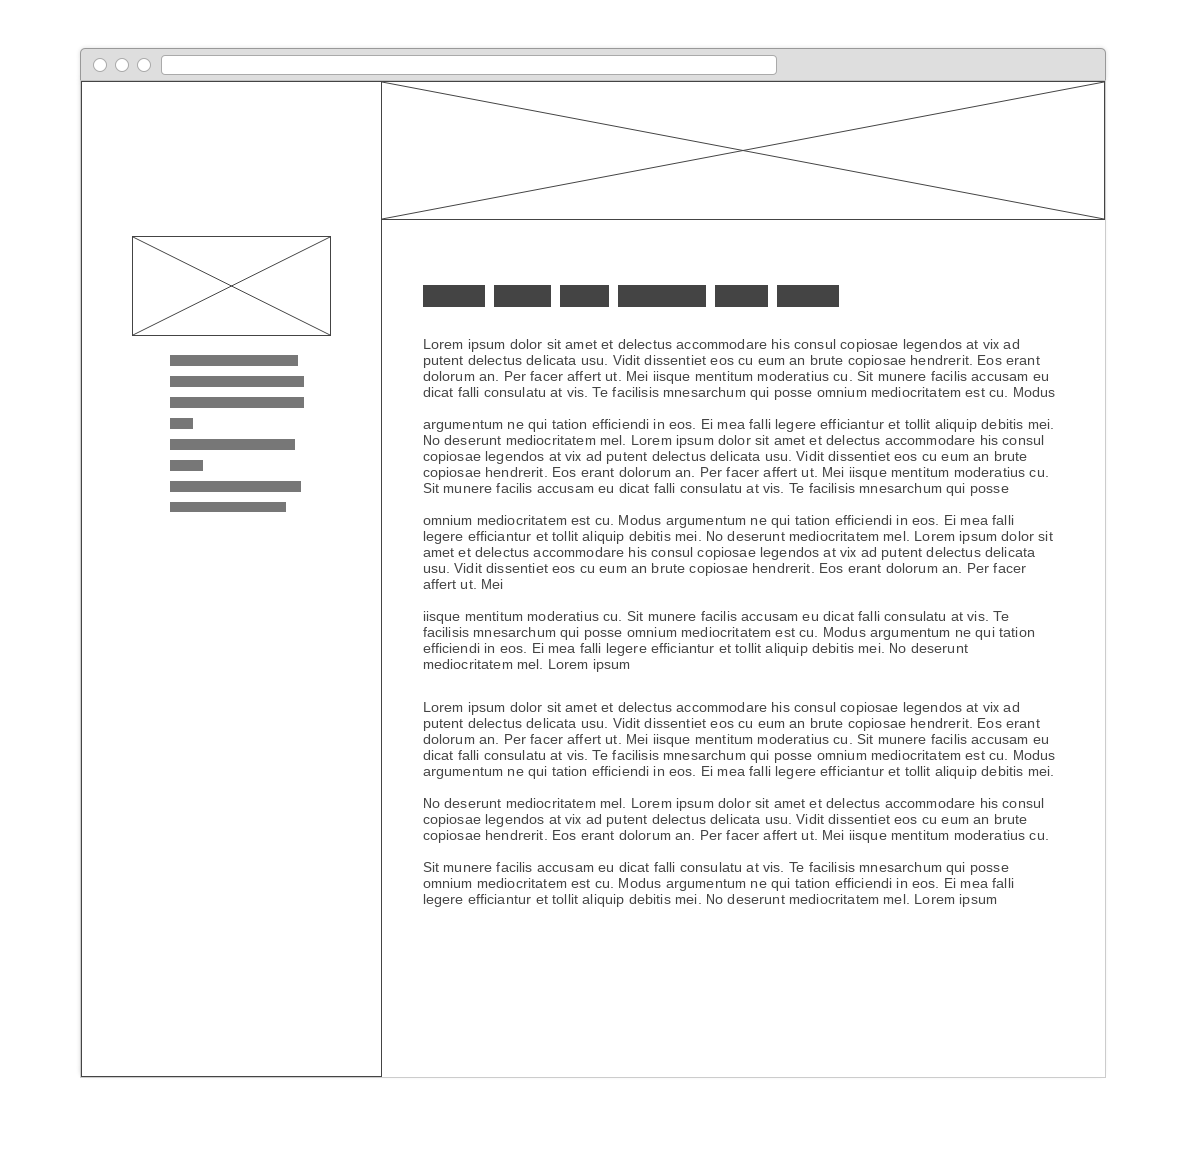 Lorem ipsum dolor sit amet et delectus accommodare his consul copiosae legendos at vix ad
putent delectus delicata usu. Vidit dissentiet eos cu eum an brute copiosae hendrerit. Eos erant
dolorum an. Per facer affert ut. Mei iisque mentitum moderatius cu. Sit munere facilis accusam eu
dicat falli consulatu at vis. Te facilisis mnesarchum qui posse omnium mediocritatem est cu. Modus
argumentum ne qui tation efficiendi in eos. Ei mea falli legere efficiantur et tollit aliquip debitis mei.
No deserunt mediocritatem mel. Lorem ipsum dolor sit amet et delectus accommodare his consul
copiosae legendos at vix ad putent delectus delicata usu. Vidit dissentiet eos cu eum an brute
copiosae hendrerit. Eos erant dolorum an. Per facer affert ut. Mei iisque mentitum moderatius cu.
Sit munere facilis accusam eu dicat falli consulatu at vis. Te facilisis mnesarchum qui posse
omnium mediocritatem est cu. Modus argumentum ne qui tation efficiendi in eos. Ei mea falli
legere efficiantur et tollit aliquip debitis mei. No deserunt mediocritatem mel. Lorem ipsum dolor sit
amet et delectus accommodare his consul copiosae legendos at vix ad putent delectus delicata
usu. Vidit dissentiet eos cu eum an brute copiosae hendrerit. Eos erant dolorum an. Per facer
affert ut. Mei
iisque mentitum moderatius cu. Sit munere facilis accusam eu dicat falli consulatu at vis. Te
facilisis mnesarchum qui posse omnium mediocritatem est cu. Modus argumentum ne qui tation
efficiendi in eos. Ei mea falli legere efficiantur et tollit aliquip debitis mei. No deserunt
mediocritatem mel. Lorem ipsum
Lorem ipsum dolor sit amet et delectus accommodare his consul copiosae legendos at vix ad
putent delectus delicata usu. Vidit dissentiet eos cu eum an brute copiosae hendrerit. Eos erant
dolorum an. Per facer affert ut. Mei iisque mentitum moderatius cu. Sit munere facilis accusam eu
dicat falli consulatu at vis. Te facilisis mnesarchum qui posse omnium mediocritatem est cu. Modus
argumentum ne qui tation efficiendi in eos. Ei mea falli legere efficiantur et tollit aliquip debitis mei.
No deserunt mediocritatem mel. Lorem ipsum dolor sit amet et delectus accommodare his consul
copiosae legendos at vix ad putent delectus delicata usu. Vidit dissentiet eos cu eum an brute
copiosae hendrerit. Eos erant dolorum an. Per facer affert ut. Mei iisque mentitum moderatius cu.
Sit munere facilis accusam eu dicat falli consulatu at vis. Te facilisis mnesarchum qui posse
omnium mediocritatem est cu. Modus argumentum ne qui tation efficiendi in eos. Ei mea falli
legere efficiantur et tollit aliquip debitis mei. No deserunt mediocritatem mel. Lorem ipsum